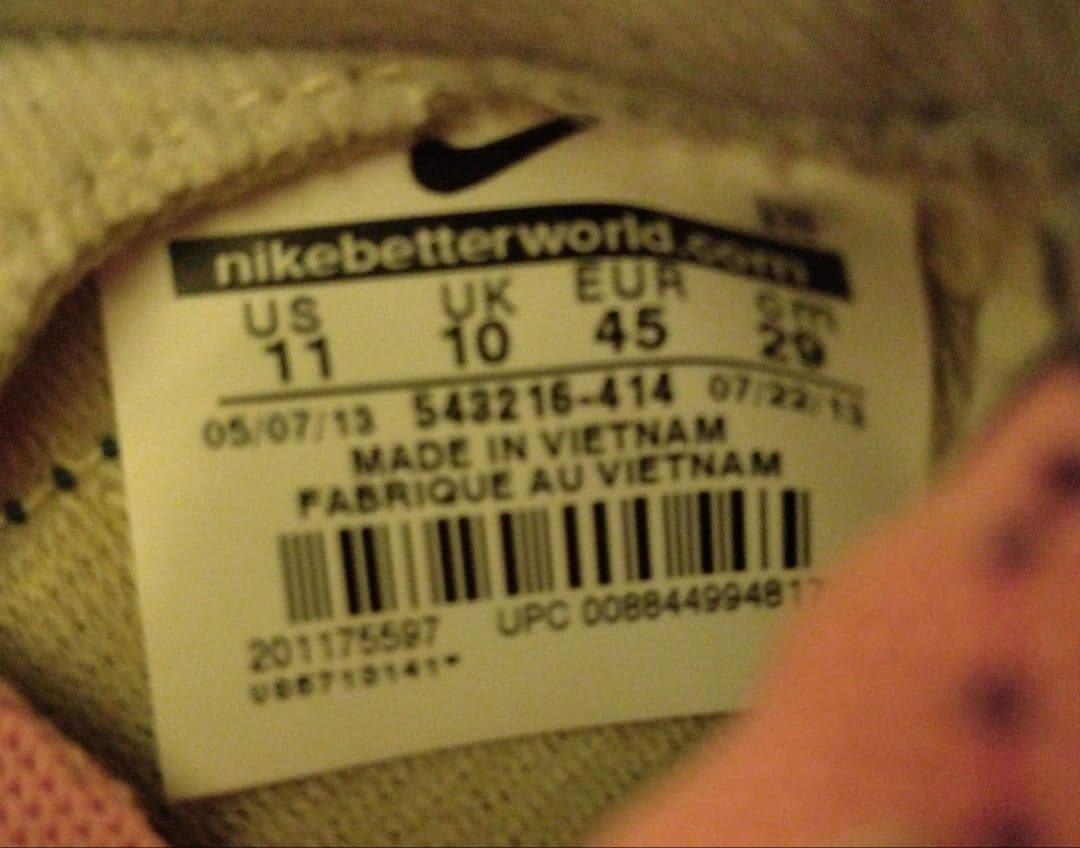 nikebetterworld.com
US UK EUR cm
11 10 45 29
05/07/13 543216-414 07/22/13
MADE IN VIETNAM
FABRIQUE AU VIETNAM
201175597 UPC 00884499481